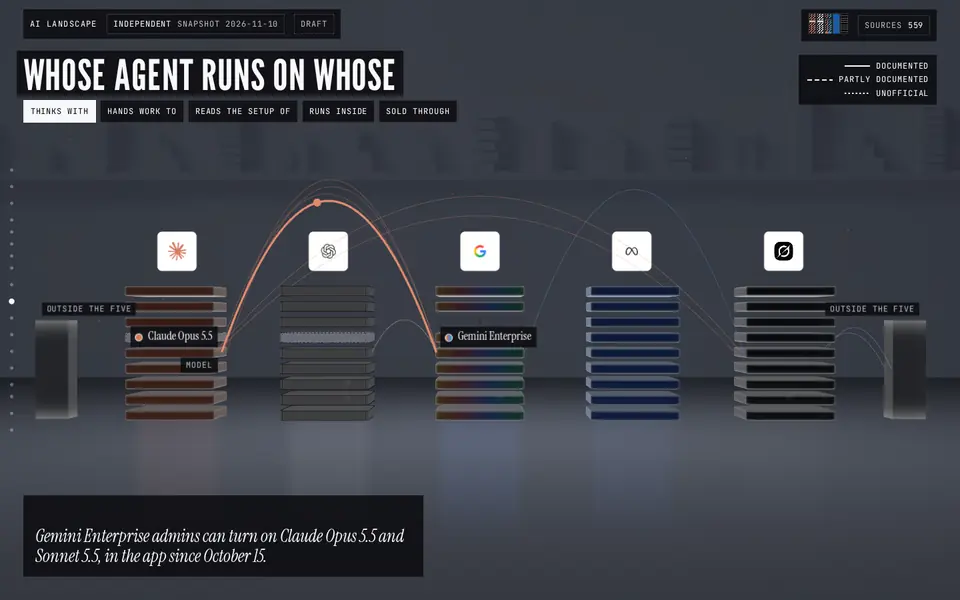 AI LANDSCAPE INDEPENDENT SNAPSHOT 2026-11-10 DRAFT
SOURCES 559
WHOSE AGENT RUNS ON WHOSE
DOCUMENTED
PARTLY DOCUMENTED
UNOFFICIAL
THINKS WITH HANDS WORK TO READS THE SETUP OF RUNS INSIDE SOLD THROUGH
OUTSIDE THE FIVE
OUTSIDE THE FIVE
Claude Opus 5.5
Gemini Enterprise
MODEL
Gemini Enterprise admins can turn on Claude Opus 5.5 and
Sonnet 5.5, in the app since October 15.